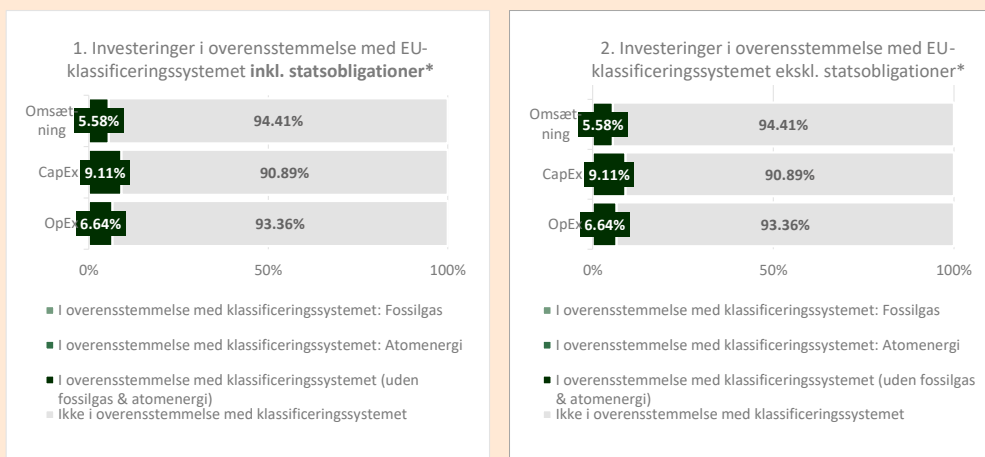 1. Investeringer i overensstemmelse med EU-
klassificeringssystemet inkl. statsobligationer*
Omsæt-
ning
5.58%
94.41%
CapEx
9.11%
90.89%
OpEx
6.64%
93.36%
0%
50%
100%
I overensstemmelse med klassificeringssystemet: Fossilgas
I overensstemmelse med klassificeringssystemet: Atomenergi
I overensstemmelse med klassificeringssystemet (uden
fossilgas & atomenergi)
Ikke i overensstemmelse med klassificeringssystemet
2. Investeringer i overensstemmelse med EU-
klassificeringssystemet ekskl. statsobligationer*
Omsæt-
ning
5.58%
94.41%
CapEx
9.11%
90.89%
OpEx
6.64%
93.36%
0%
50%
100%
I overensstemmelse med klassificeringssystemet: Fossilgas
I overensstemmelse med klassificeringssystemet: Atomenergi
I overensstemmelse med klassificeringssystemet (uden fossilgas
& atomenergi)
Ikke i overensstemmelse med klassificeringssystemet